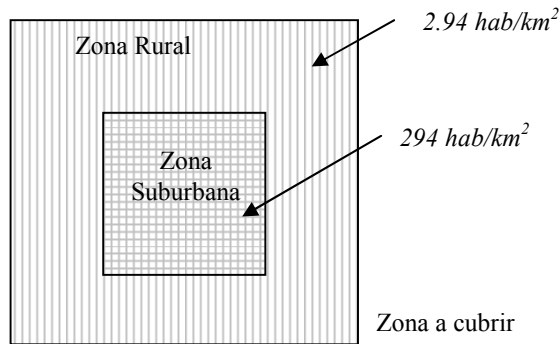 2.94 hab/km²
Zona Rural
294 hab/km²
Zona
Suburbana
Zona a cubrir